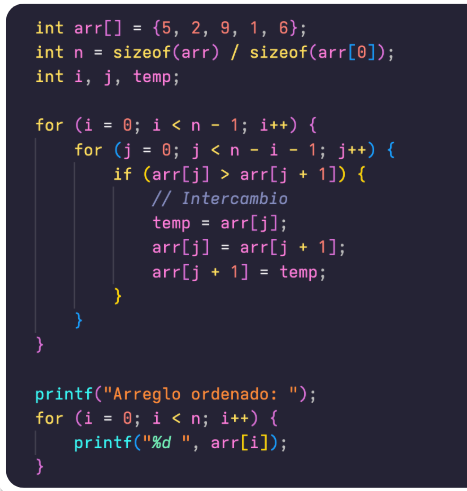 int arr[] = {5, 2, 9, 1, 6};
int n = sizeof(arr) / sizeof(arr[0]);
int i, j, temp;

for (i = 0; i < n - 1; i++) {
    for (j = 0; j < n - i - 1; j++) {
        if (arr[j] > arr[j + 1]) {
            // Intercambio
            temp = arr[j];
            arr[j] = arr[j + 1];
            arr[j + 1] = temp;
        }
    }
}

printf("Arreglo ordenado: ");
for (i = 0; i < n; i++) {
    printf("%d ", arr[i]);
}